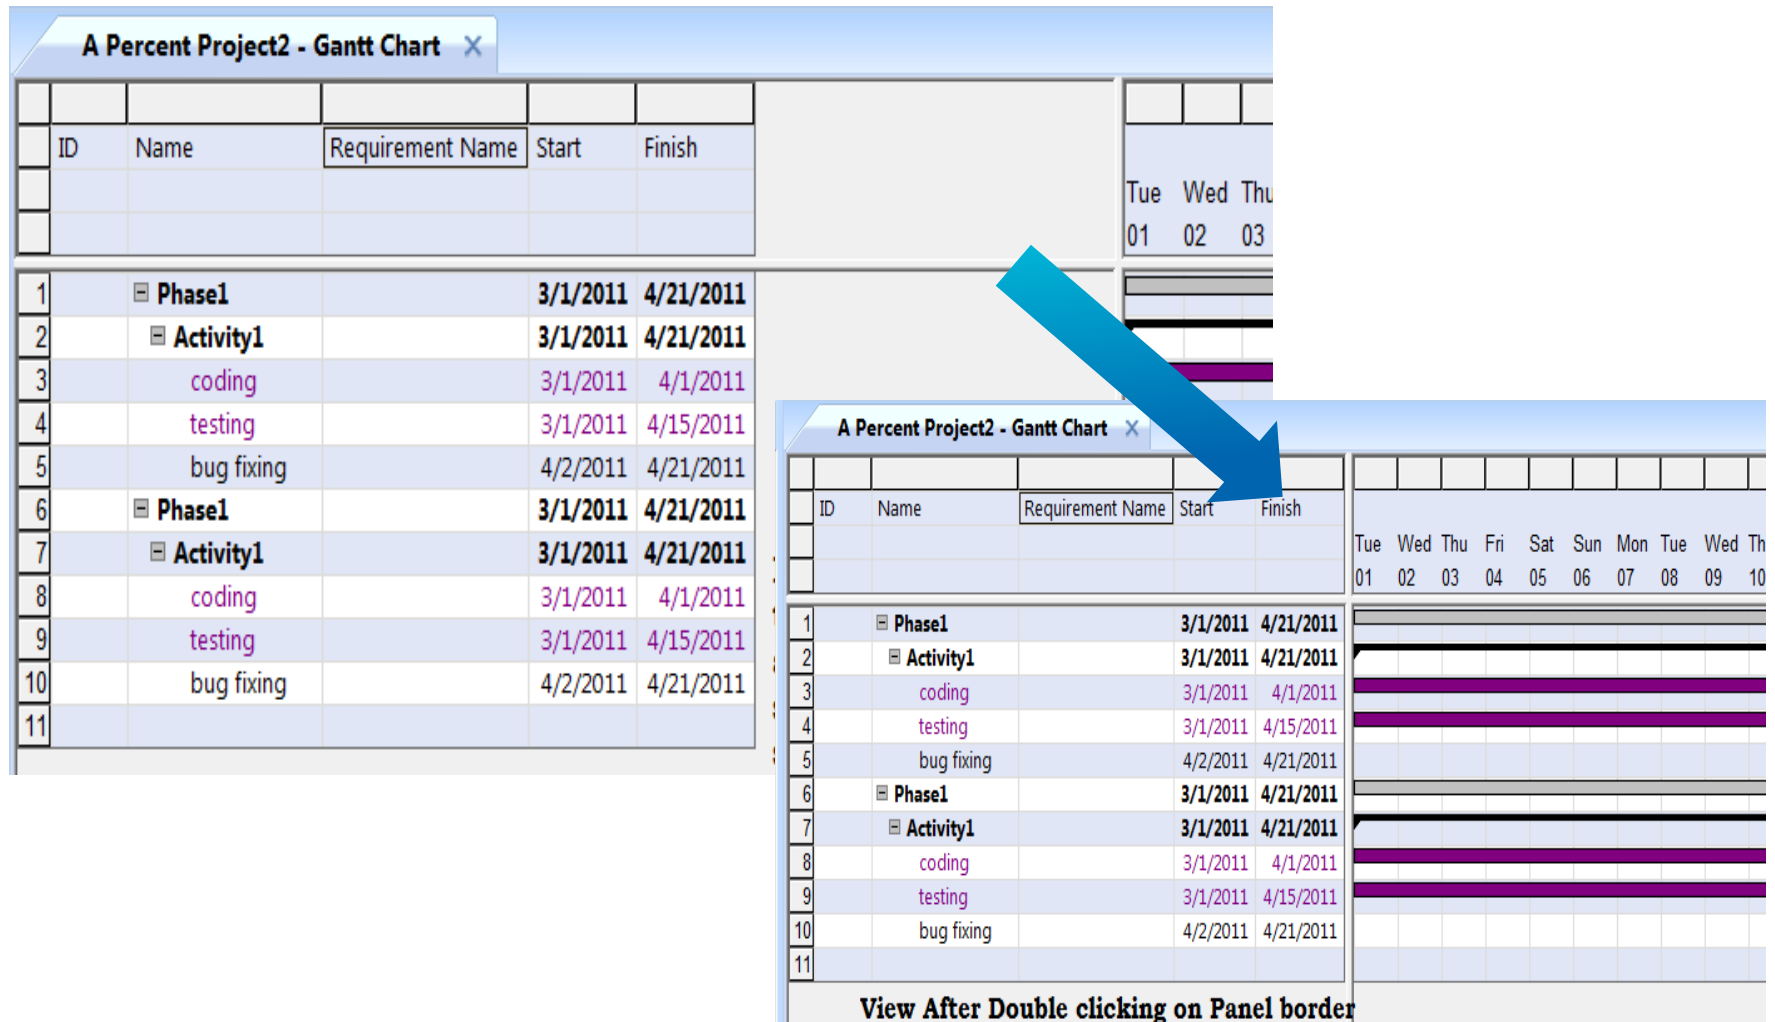 A Percent Project2 - Gantt Chart
ID Name Requirement Name Start Finish
Tue Wed Thu
01 02 03
1 Phase1 3/1/2011 4/21/2011
2 Activity1 3/1/2011 4/21/2011
3 coding 3/1/2011 4/1/2011
4 testing 3/1/2011 4/15/2011
5 bug fixing 4/2/2011 4/21/2011
6 Phase1 3/1/2011 4/21/2011
7 Activity1 3/1/2011 4/21/2011
8 coding 3/1/2011 4/1/2011
9 testing 3/1/2011 4/15/2011
10 bug fixing 4/2/2011 4/21/2011
11
A Percent Project2 - Gantt Chart
ID Name Requirement Name Start Finish
Tue Wed Thu Fri Sat Sun Mon Tue Wed Th
01 02 03 04 05 06 07 08 09 10
1 Phase1 3/1/2011 4/21/2011
2 Activity1 3/1/2011 4/21/2011
3 coding 3/1/2011 4/1/2011
4 testing 3/1/2011 4/15/2011
5 bug fixing 4/2/2011 4/21/2011
6 Phase1 3/1/2011 4/21/2011
7 Activity1 3/1/2011 4/21/2011
8 coding 3/1/2011 4/1/2011
9 testing 3/1/2011 4/15/2011
10 bug fixing 4/2/2011 4/21/2011
11
View After Double clicking on Panel border